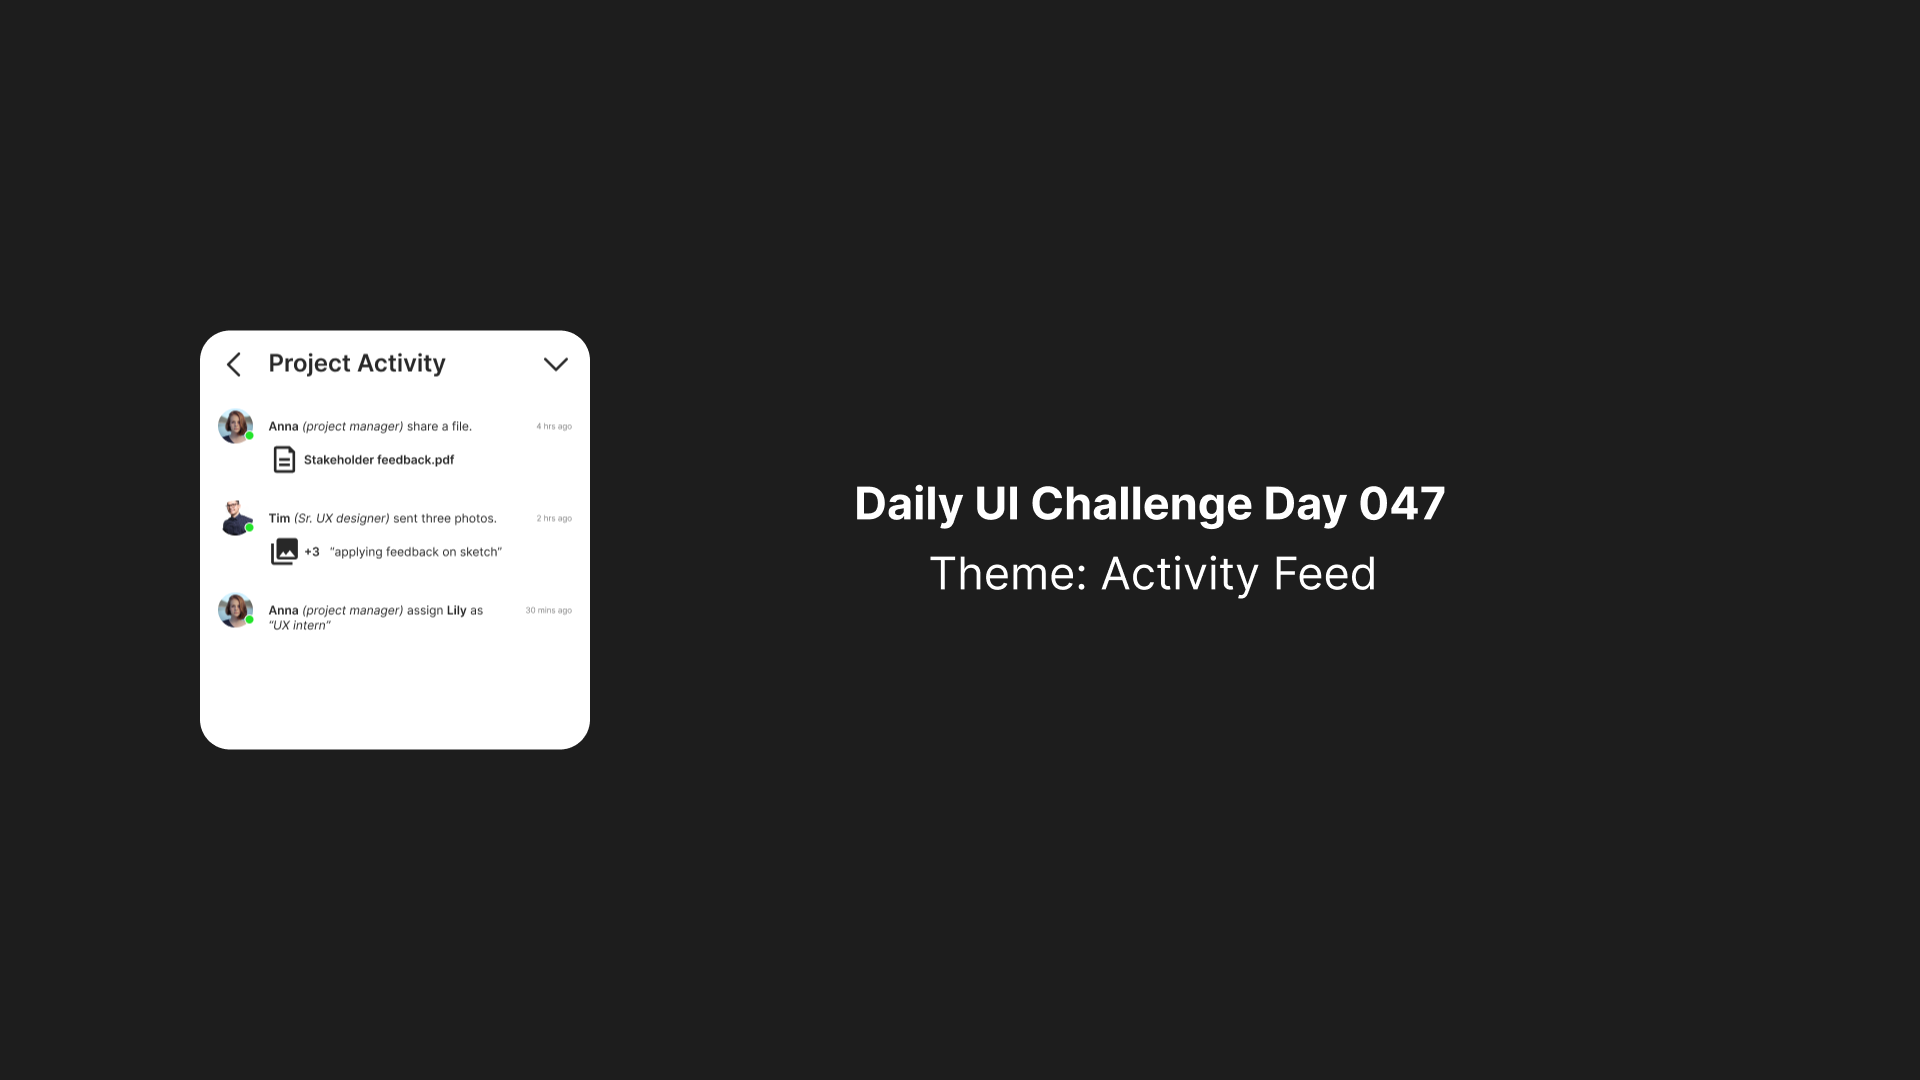 Project Activity
Anna (project manager) share a file.
4 hrs ago
Stakeholder feedback.pdf
Tim (Sr. UX designer) sent three photos.
2 hrs ago
+3 “applying feedback on sketch”
Anna (project manager) assign Lily as
30 mins ago
“UX intern”
Daily UI Challenge Day 047
Theme: Activity Feed